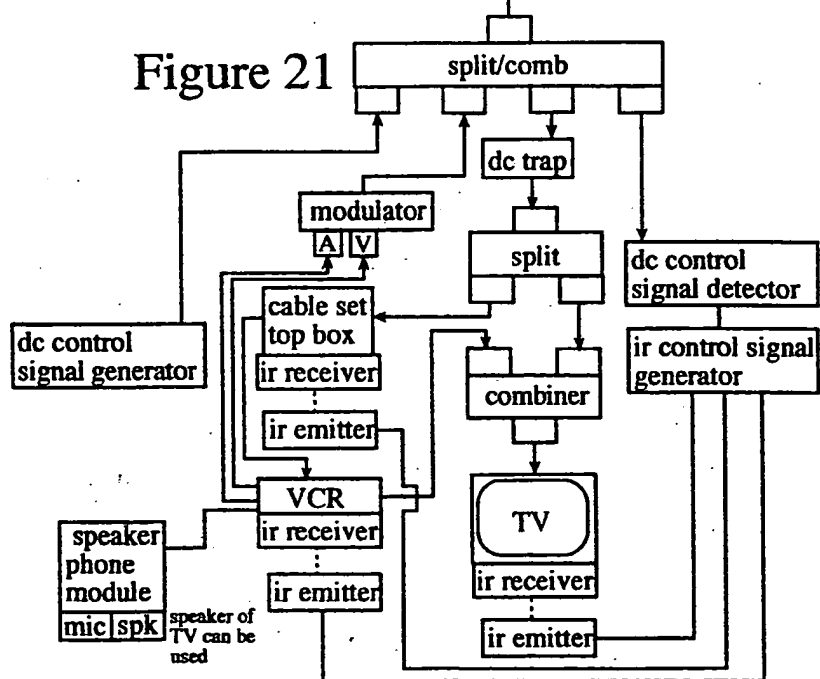 Figure 21
split/comb
dc trap
modulator
A V
split
dc control
signal detector
cable set
top box
ir receiver
dc control
signal generator
ir control signal
generator
combiner
ir emitter
VCR
ir receiver
TV
ir receiver
speaker
phone
module
mic spk
speaker of
TV can be
used
ir emitter
ir emitter